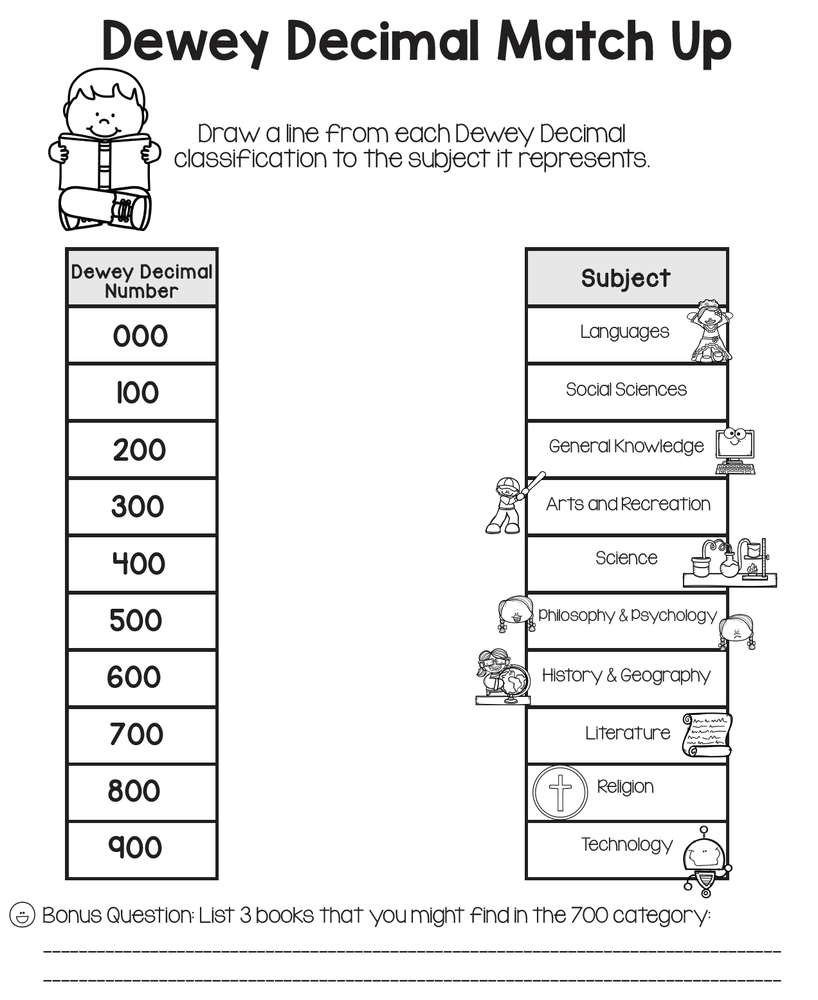 Dewey Decimal Match Up
Draw a line from each Dewey Decimal
classification to the subject it represents.
Dewey Decimal
Number
000
100
200
300
400
500
600
700
800
900
Subject
Languages
Social Sciences
General Knowledge
Arts and Recreation
Science
Philosophy & Psychology
History & Geography
Literature
Religion
Technology
Bonus Question: List 3 books that you might find in the 700 category: